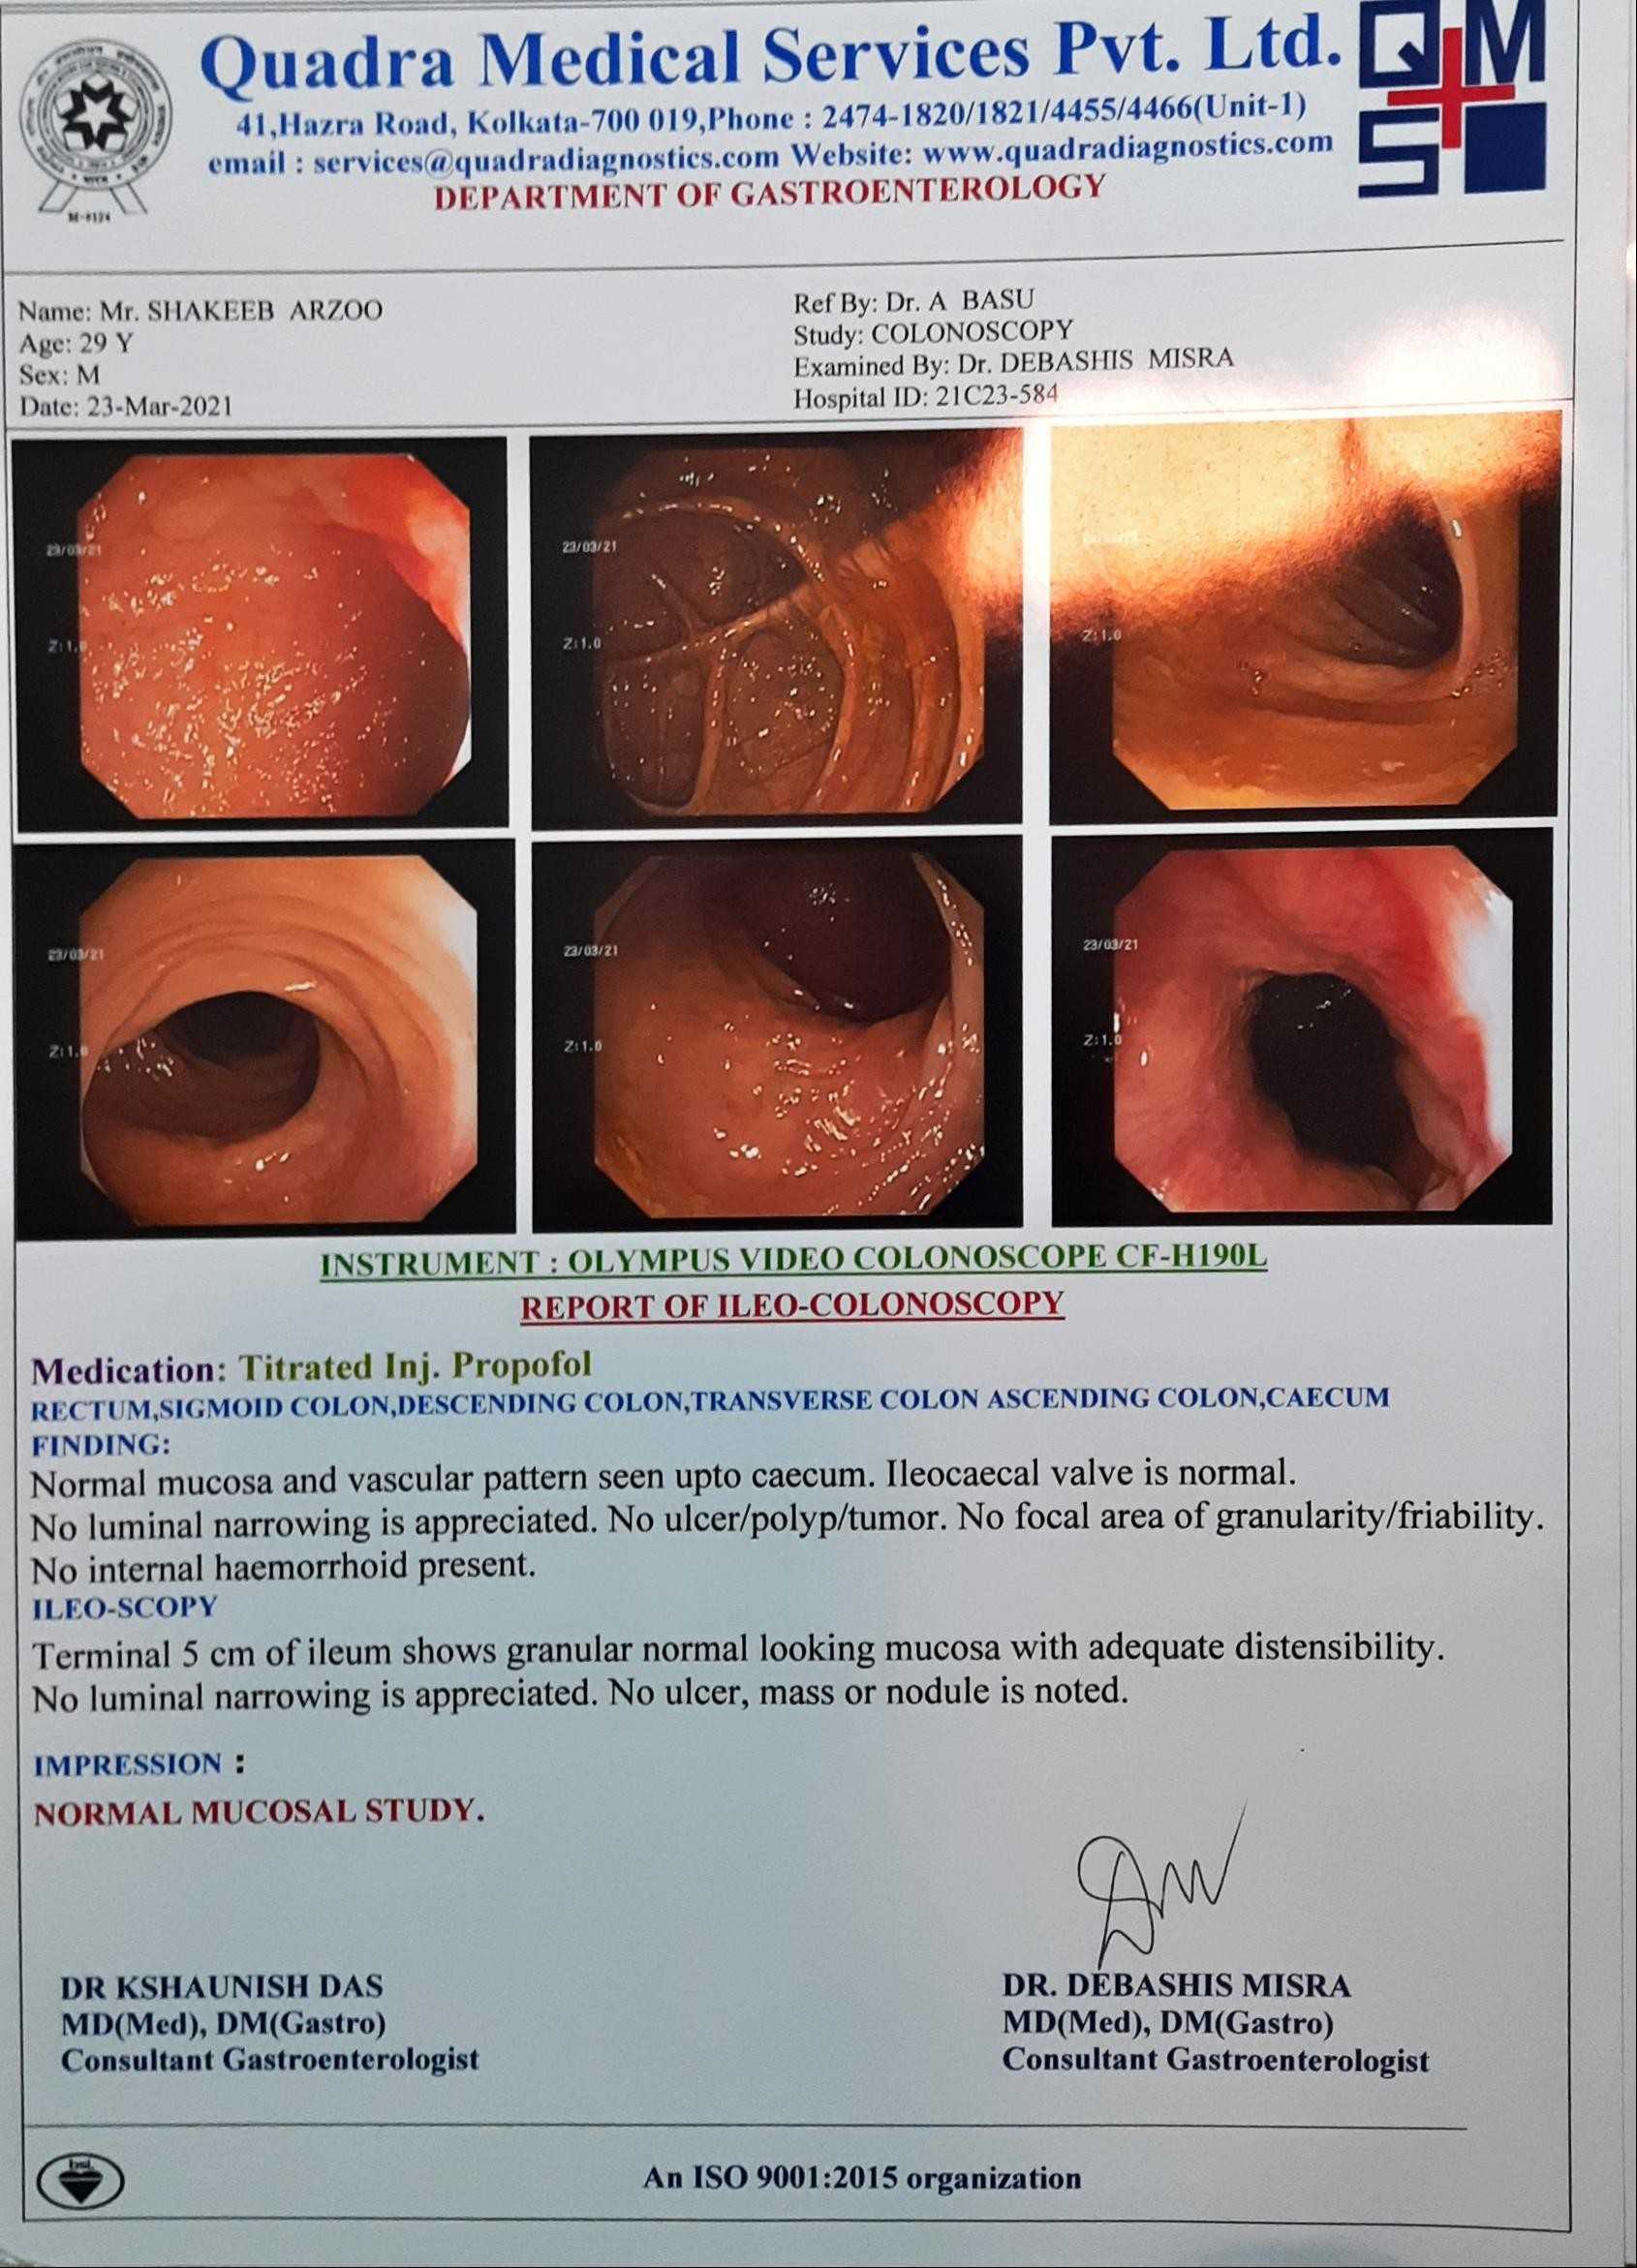 Quadra Medical Services Pvt. Ltd.
41,Hazra Road, Kolkata-700 019,Phone : 2474-1820/1821/4455/4466(Unit-1)
email : services@quadradiagnostics.com Website: www.quadradiagnostics.com
DEPARTMENT OF GASTROENTEROLOGY
Q M
S
Name: Mr. SHAKEEB ARZOO
Age: 29 Y
Sex: M
Date: 23-Mar-2021
Ref By: Dr. A BASU
Study: COLONOSCOPY
Examined By: Dr. DEBASHIS MISRA
Hospital ID: 21C23-584
23/03/21
Z:1.0
23/03/21
Z:1.0
Z:1.0
23/03/21
Z:1.0
23/03/21
Z:1.0
23/03/21
Z:1.0
INSTRUMENT : OLYMPUS VIDEO COLONOSCOPE CF-H190L
REPORT OF ILEO-COLONOSCOPY
Medication: Titrated Inj. Propofol
RECTUM,SIGMOID COLON,DESCENDING COLON,TRANSVERSE COLON ASCENDING COLON,CAECUM
FINDING:
Normal mucosa and vascular pattern seen upto caecum. Ileocaecal valve is normal.
No luminal narrowing is appreciated. No ulcer/polyp/tumor. No focal area of granularity/friability.
No internal haemorrhoid present.
ILEO-SCOPY
Terminal 5 cm of ileum shows granular normal looking mucosa with adequate distensibility.
No luminal narrowing is appreciated. No ulcer, mass or nodule is noted.
IMPRESSION :
NORMAL MUCOSAL STUDY.
DR KSHAUNISH DAS
MD(Med), DM(Gastro)
Consultant Gastroenterologist
DR. DEBASHIS MISRA
MD(Med), DM(Gastro)
Consultant Gastroenterologist
bsi
An ISO 9001:2015 organization